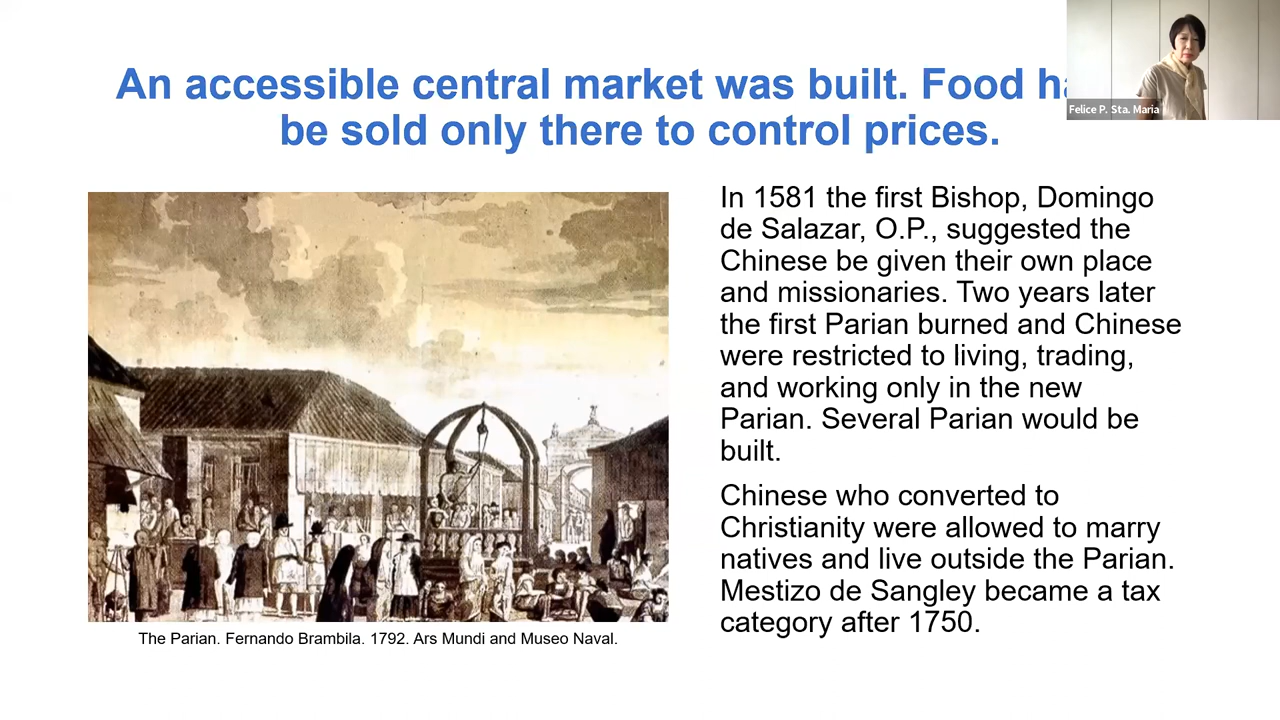 An accessible central market was built. Food
be sold only there to control prices.
Felice P. Sta. Maria
In 1581 the first Bishop, Domingo
de Salazar, O.P., suggested the
Chinese be given their own place
and missionaries. Two years later
the first Parian burned and Chinese
were restricted to living, trading,
and working only in the new
Parian. Several Parian would be
built.
Chinese who converted to
Christianity were allowed to marry
natives and live outside the Parian.
Mestizo de Sangley became a tax
category after 1750.
The Parian. Fernando Brambila. 1792. Ars Mundi and Museo Naval.